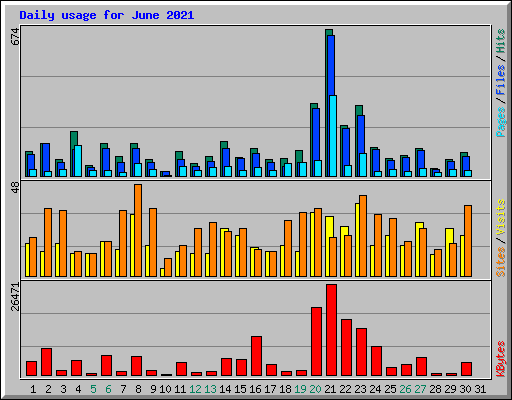 Daily usage for June 2021
674
48
26471
Pages / Files / Hits
Sites / Visits
KBytes
1 2 3 4 5 6 7 8 9 10 11 12 13 14 15 16 17 18 19 20 21 22 23 24 25 26 27 28 29 30 31